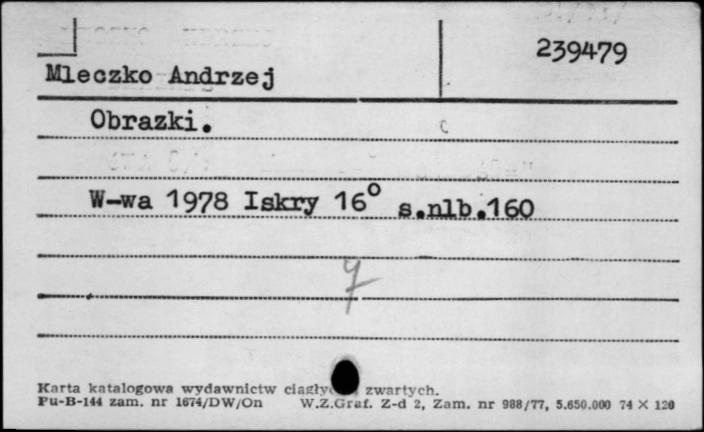 239479
Mleczko Andrzej
Obrazki.
W-wa 1978 Iskry 16° s.nlb.160
7
Karta katalogowa wydawnictw zwartych.
Pu-B-144 zam. nr 1674/DW/On W.Z.Graf. Z-d 2, Zam. nr 988/77, 5.650.000 74 X 120